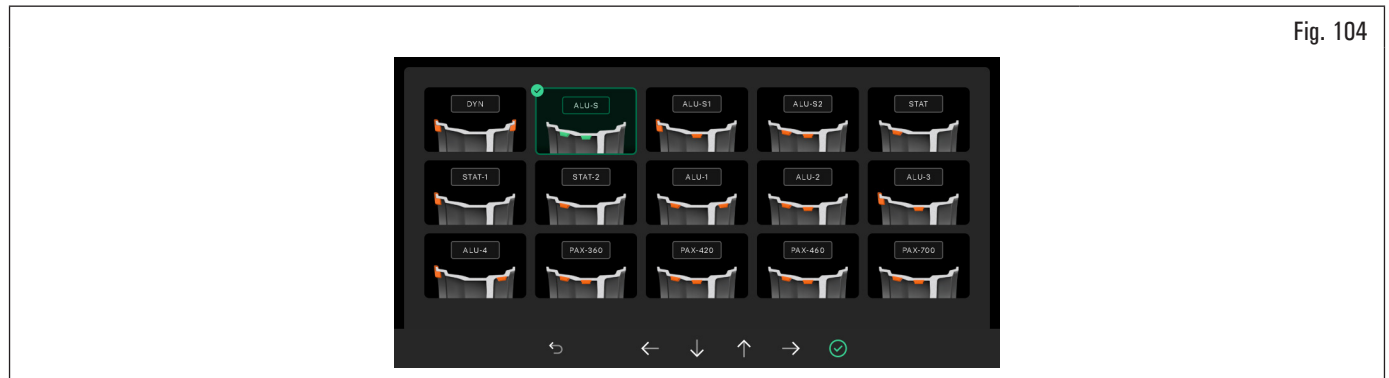 Fig. 104
DYN ALU-S ALU-S1 ALU-S2 STAT
STAT-1 STAT-2 ALU-1 ALU-2 ALU-3
ALU-4 PAX-360 PAX-420 PAX-460 PAX-700